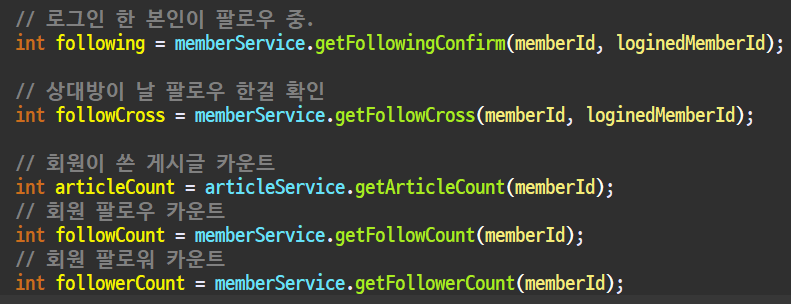 // 로그인 한 본인이 팔로우 중.
int following = memberService.getFollowingConfirm(memberId, loginedMemberId);
// 상대방이 날 팔로우 한걸 확인
int followCross = memberService.getFollowCross(memberId, loginedMemberId);
// 회원이 쓴 게시글 카운트
int articleCount = articleService.getArticleCount(memberId);
// 회원 팔로우 카운트
int followCount = memberService.getFollowCount(memberId);
// 회원 팔로워 카운트
int followerCount = memberService.getFollowerCount(memberId);